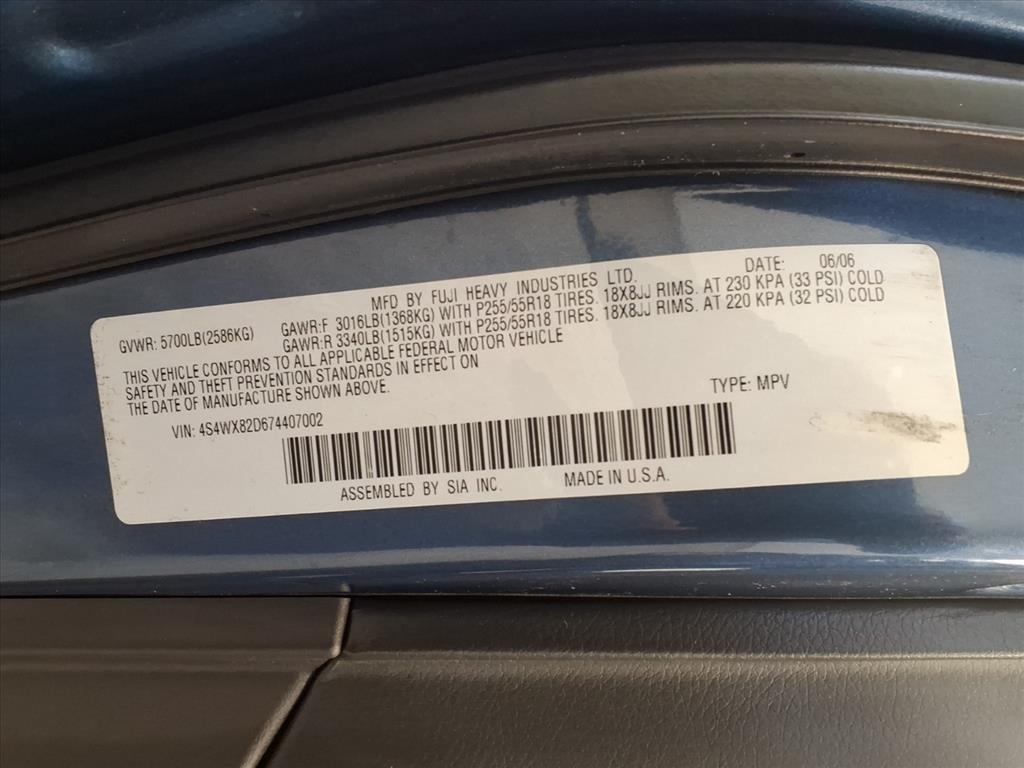 MFD BY FUJI HEAVY INDUSTRIES LTD. DATE: 06/06
GVWR: 5700LB(2586KG) GAWR:F 3016LB(1368KG) WITH P255/55R18 TIRES. 18X8JJ RIMS. AT 230 KPA (33 PSI) COLD
GAWR:R 3340LB(1515KG) WITH P255/55R18 TIRES. 18X8JJ RIMS. AT 220 KPA (32 PSI) COLD
THIS VEHICLE CONFORMS TO ALL APPLICABLE FEDERAL MOTOR VEHICLE
SAFETY AND THEFT PREVENTION STANDARDS IN EFFECT ON
THE DATE OF MANUFACTURE SHOWN ABOVE.
VIN: 4S4WX82D674407002 TYPE: MPV
ASSEMBLED BY SIA INC. MADE IN U.S.A.